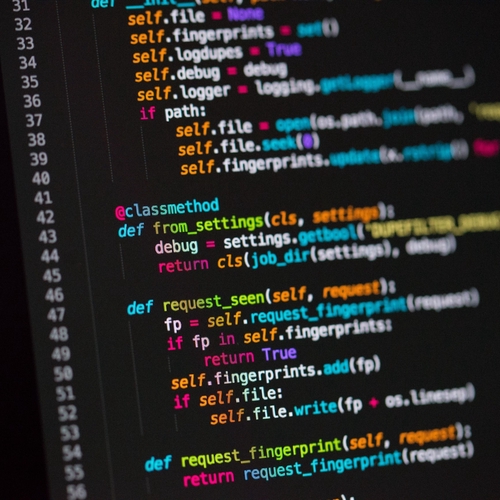 31 def __init__(self,
32 self.file = None
33 self.fingerprints = set()
34 self.logdupes = True
35 self.debug = debug
36 self.logger = logging.getLogger(__name__)
37 if path:
38 self.file = open(os.path.join(path,
39 self.file.seek(0)
40 self.fingerprints.update(x.rstrip() for
41
42 @classmethod
43 def from_settings(cls, settings):
44 debug = settings.getbool('DUPEFILTER_DEBUG
45 return cls(job_dir(settings), debug)
46
47 def request_seen(self, request):
48 fp = self.request_fingerprint(request)
49 if fp in self.fingerprints:
50 return True
51 self.fingerprints.add(fp)
52 if self.file:
53 self.file.write(fp + os.linesep)
54
55 def request_fingerprint(self, request):
56 return request_fingerprint(request)